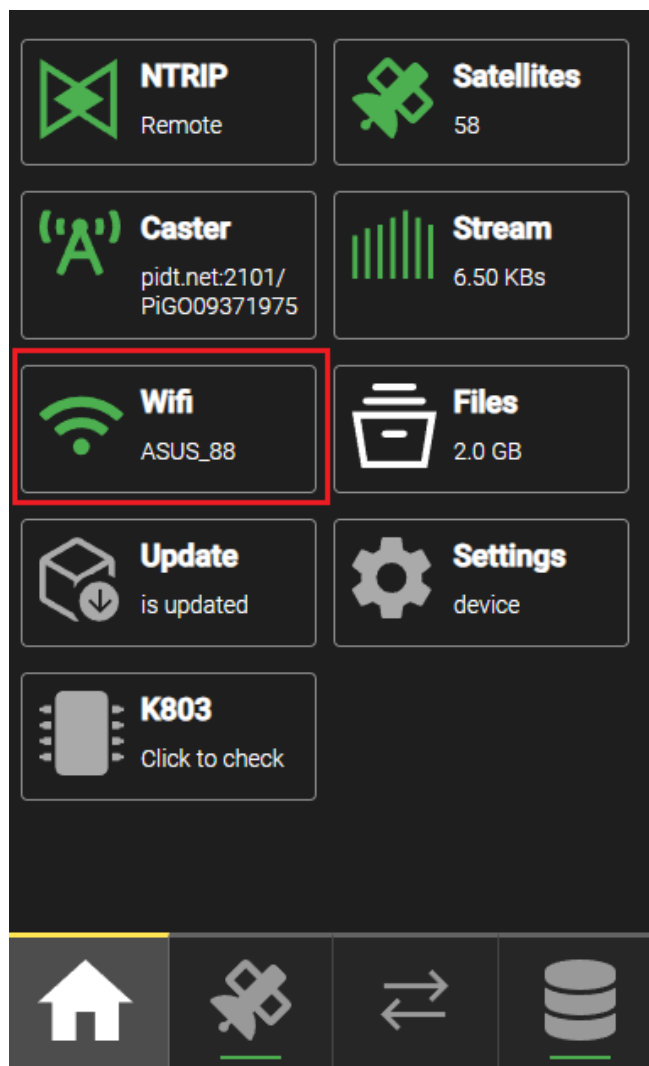 NTRIP
Remote
Satellites
58
Caster
pidt.net:2101/
PiGO09371975
Stream
6.50 KBs
Wifi
ASUS_88
Files
2.0 GB
Update
is updated
Settings
device
K803
Click to check